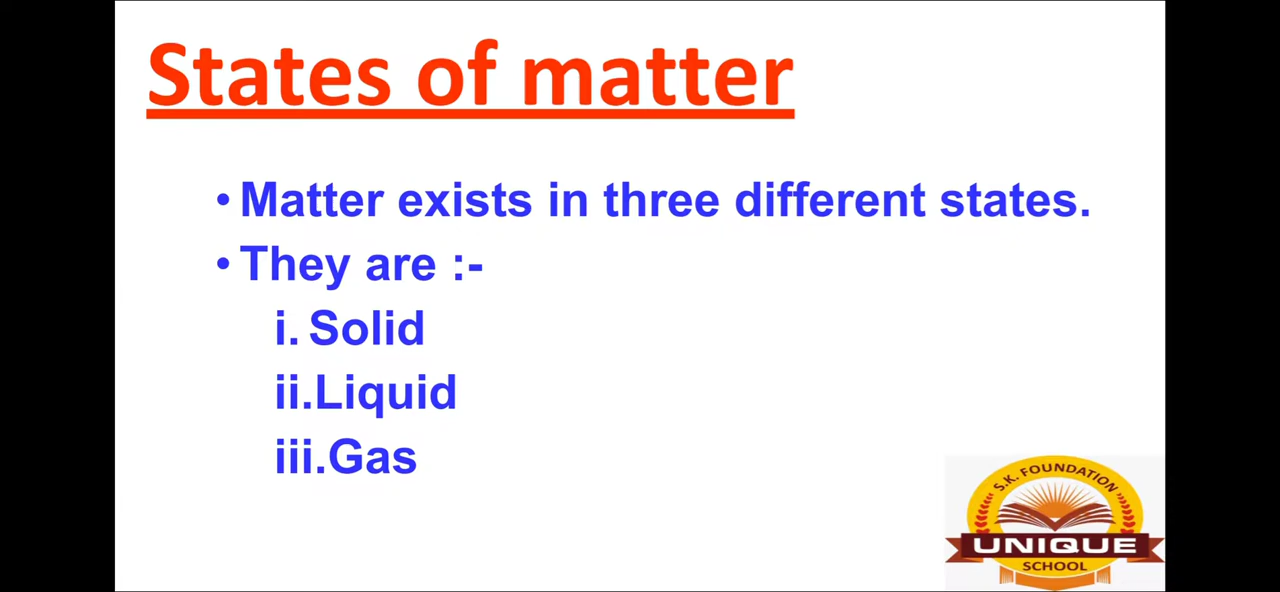 States of matter
• Matter exists in three different states.
• They are :-
i. Solid
ii.Liquid
iii.Gas
S.K. FOUNDATION
UNIQUE
SCHOOL